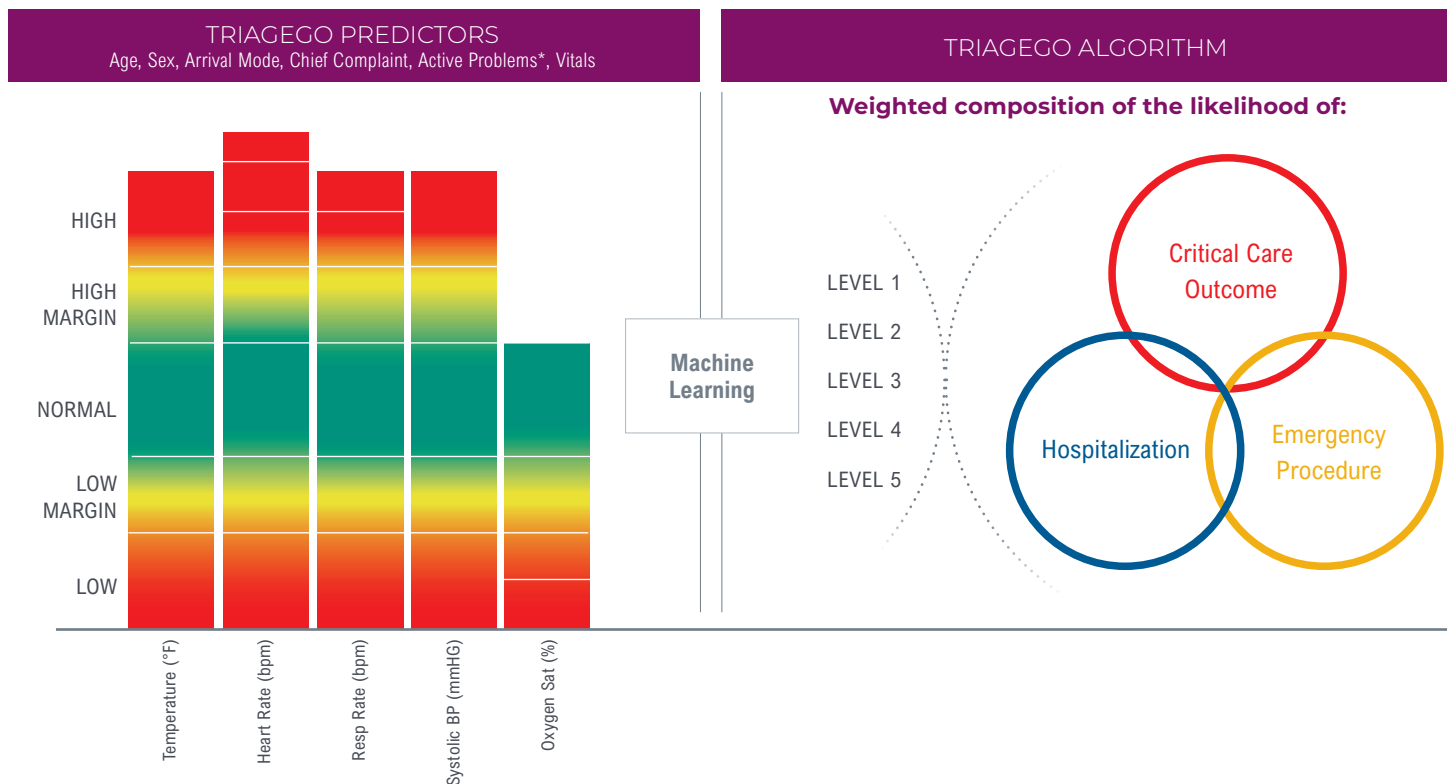 TRIAGEGO PREDICTORS
Age, Sex, Arrival Mode, Chief Complaint, Active Problems*, Vitals
HIGH
HIGH
MARGIN
NORMAL
LOW
MARGIN
LOW
Temperature (°F)
Heart Rate (bpm)
Resp Rate (bpm)
Systolic BP (mmHG)
Oxygen Sat (%)
Machine
Learning
TRIAGEGO ALGORITHM
Weighted composition of the likelihood of:
LEVEL 1
LEVEL 2
LEVEL 3
LEVEL 4
LEVEL 5
Critical Care
Outcome
Hospitalization
Emergency
Procedure